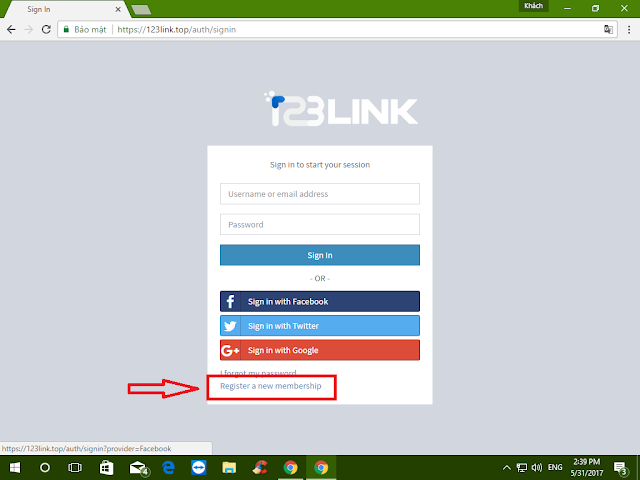 Sign In
Khách
Bảo mật
https://123link.top/auth/signin
123LINK
Sign in to start your session
Username or email address
Password
Sign In
- OR -
Sign in with Facebook
Sign in with Twitter
G+ Sign in with Google
I forgot my password
Register a new membership
https://123link.top/auth/signin?provider=Facebook
4
ENG
2:39 PM
5/31/2017
3